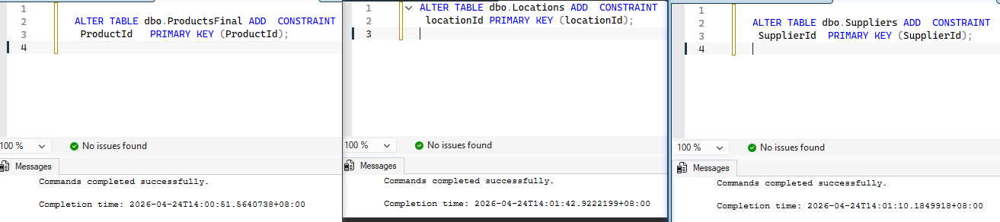 1
2 ALTER TABLE dbo.ProductsFinal ADD CONSTRAINT
3 ProductId PRIMARY KEY (ProductId);
4
100 %
No issues found
Messages
Commands completed successfully.
Completion time: 2026-04-24T14:00:51.5640738+08:00
1 ALTER TABLE dbo.Locations ADD CONSTRAINT
2 locationId PRIMARY KEY (locationId);
3
100 %
No issues found
Messages
Commands completed successfully.
Completion time: 2026-04-24T14:01:42.9222199+08:00
1
2 ALTER TABLE dbo.Suppliers ADD CONSTRAINT
3 SupplierId PRIMARY KEY (SupplierId);
4
100 %
No issues found
Messages
Commands completed successfully.
Completion time: 2026-04-24T14:01:10.1849918+08:00